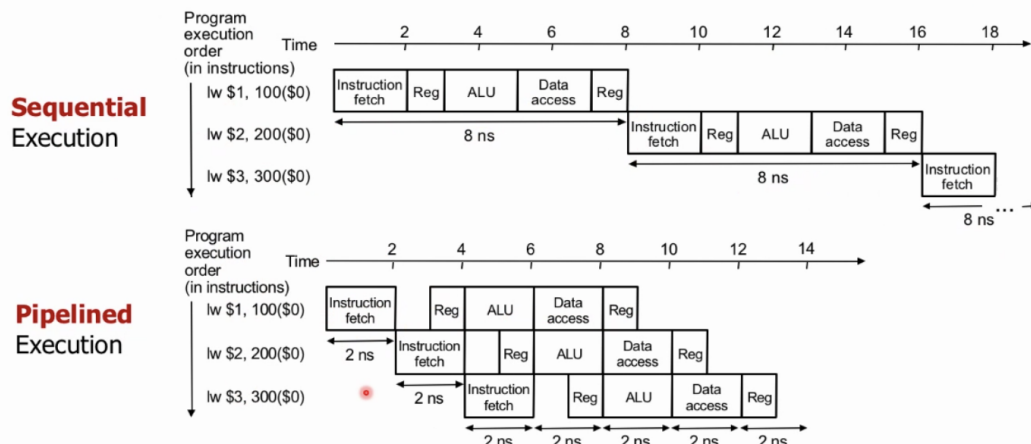 Program
execution
order
(in instructions)
Time
2 4 6 8 10 12 14 16 18
Sequential
Execution
lw $1, 100($0)
Instruction
fetch
Reg
ALU
Data
access
Reg
8 ns
lw $2, 200($0)
Instruction
fetch
Reg
ALU
Data
access
Reg
8 ns
lw $3, 300($0)
Instruction
fetch
8 ns
...
Program
execution
order
(in instructions)
Time
2 4 6 8 10 12 14
Pipelined
Execution
lw $1, 100($0)
Instruction
fetch
Reg
ALU
Data
access
Reg
2 ns
lw $2, 200($0)
Instruction
fetch
Reg
ALU
Data
access
Reg
2 ns
lw $3, 300($0)
Instruction
fetch
Reg
ALU
Data
access
Reg
2 ns 2 ns 2 ns 2 ns 2 ns